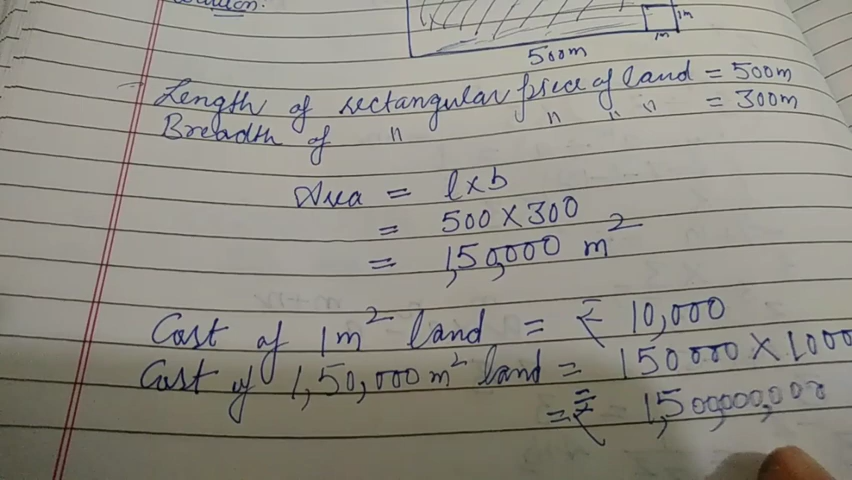 1m
1m
500m
Length of rectangular piece of land = 500m
Breadth of " " " " = 300m
Area = l×b
= 500 × 300
= 1,50,000 m²
Cost of 1m² land = ₹ 10,000
Cost of 1,50,000 m² land = 150000 × 1000
= ₹ 1,500,000,000